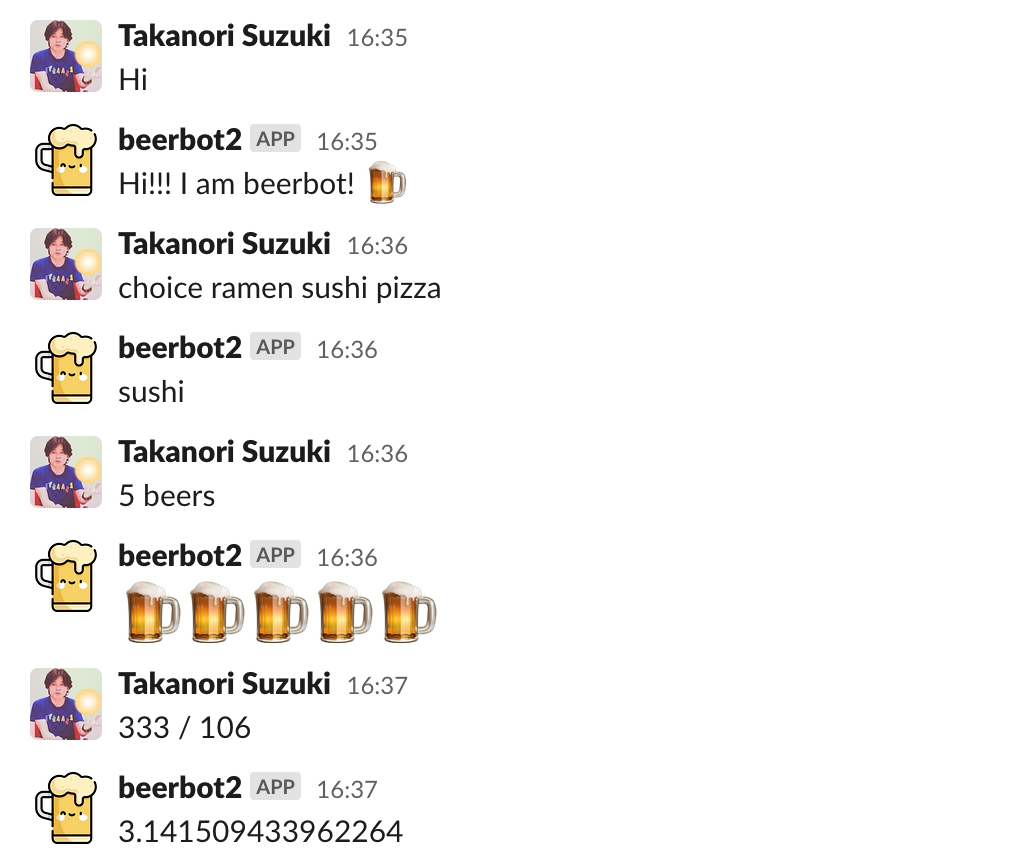 Takanori Suzuki 16:35
Hi
beerbot2 APP 16:35
Hi!!! I am beerbot! 🍺
Takanori Suzuki 16:36
choice ramen sushi pizza
beerbot2 APP 16:36
sushi
Takanori Suzuki 16:36
5 beers
beerbot2 APP 16:36
🍺🍺🍺🍺🍺
Takanori Suzuki 16:37
333 / 106
beerbot2 APP 16:37
3.141509433962264